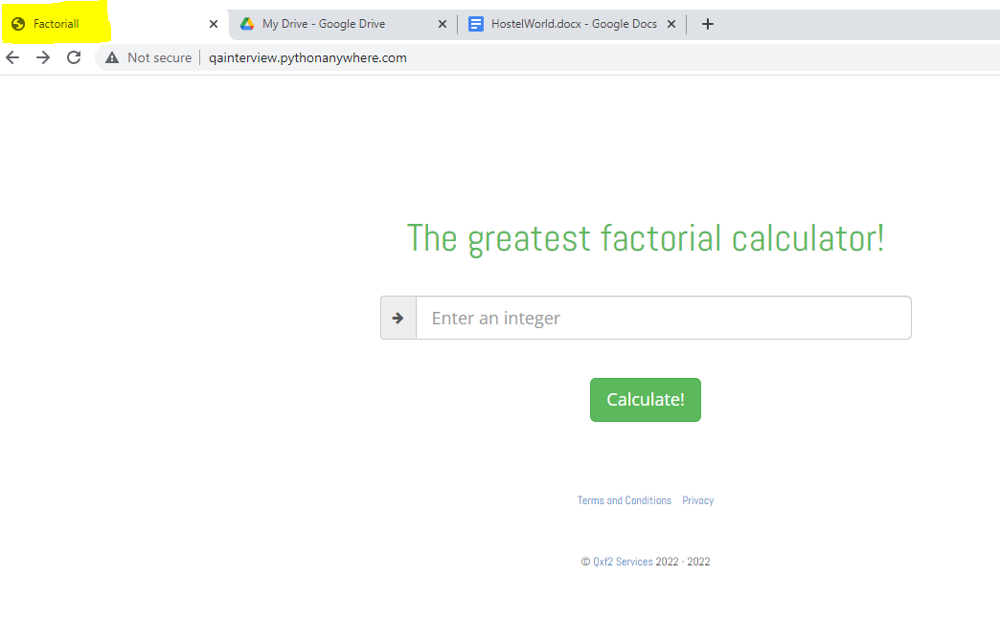 Factoriall
My Drive - Google Drive
HostelWorld.docx - Google Docs
Not secure
qainterview.pythonanywhere.com
The greatest factorial calculator!
Enter an integer
Calculate!
Terms and Conditions Privacy
© Qxf2 Services 2022 - 2022